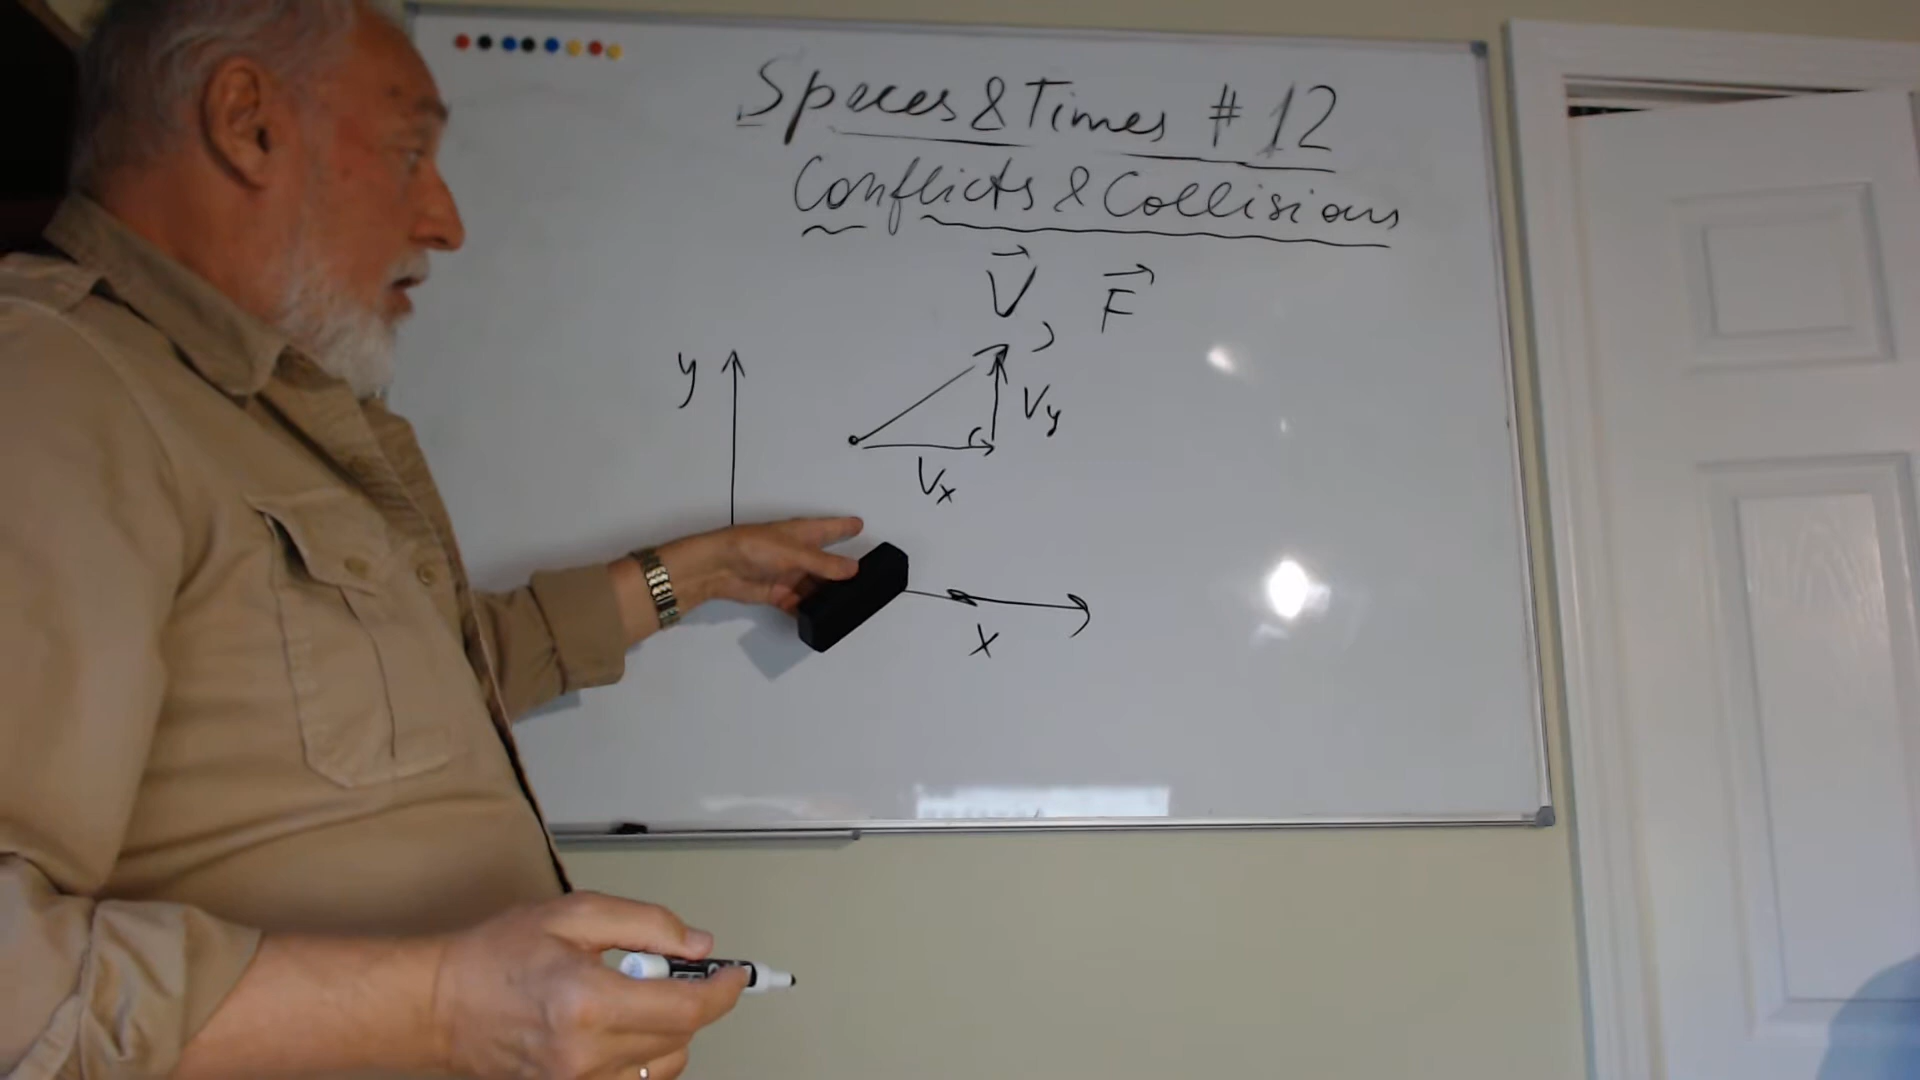 Spaces & Times # 12
Conflicts & Collisions
V, F
y
Vy
Vx
x